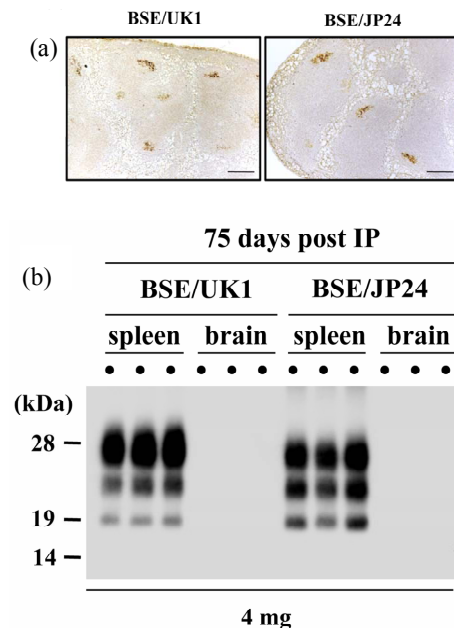 BSE/UK1 BSE/JP24
(a)
75 days post IP
(b)
BSE/UK1 BSE/JP24
spleen brain spleen brain
(kDa)
28
19
14
4 mg